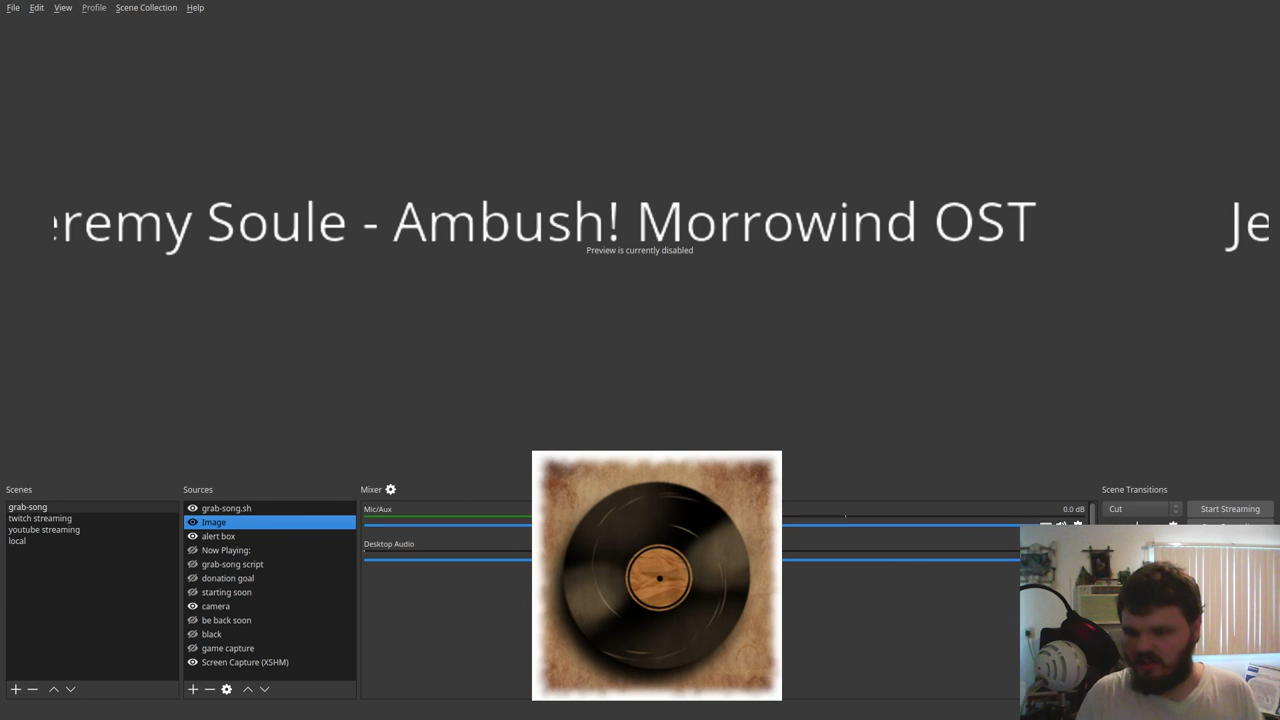 File Edit View Profile Scene Collection Help
eremy Soule - Ambush! Morrowind OST Je
Preview is currently disabled
Scenes
grab-song
twitch streaming
youtube streaming
local
Sources
grab-song.sh
Image
alert box
Now Playing:
grab-song script
donation goal
starting soon
camera
be back soon
black
game capture
Screen Capture (XSHM)
Mixer
Mic/Aux 0.0 dB
Desktop Audio
Scene Transitions
Cut
Start Streaming